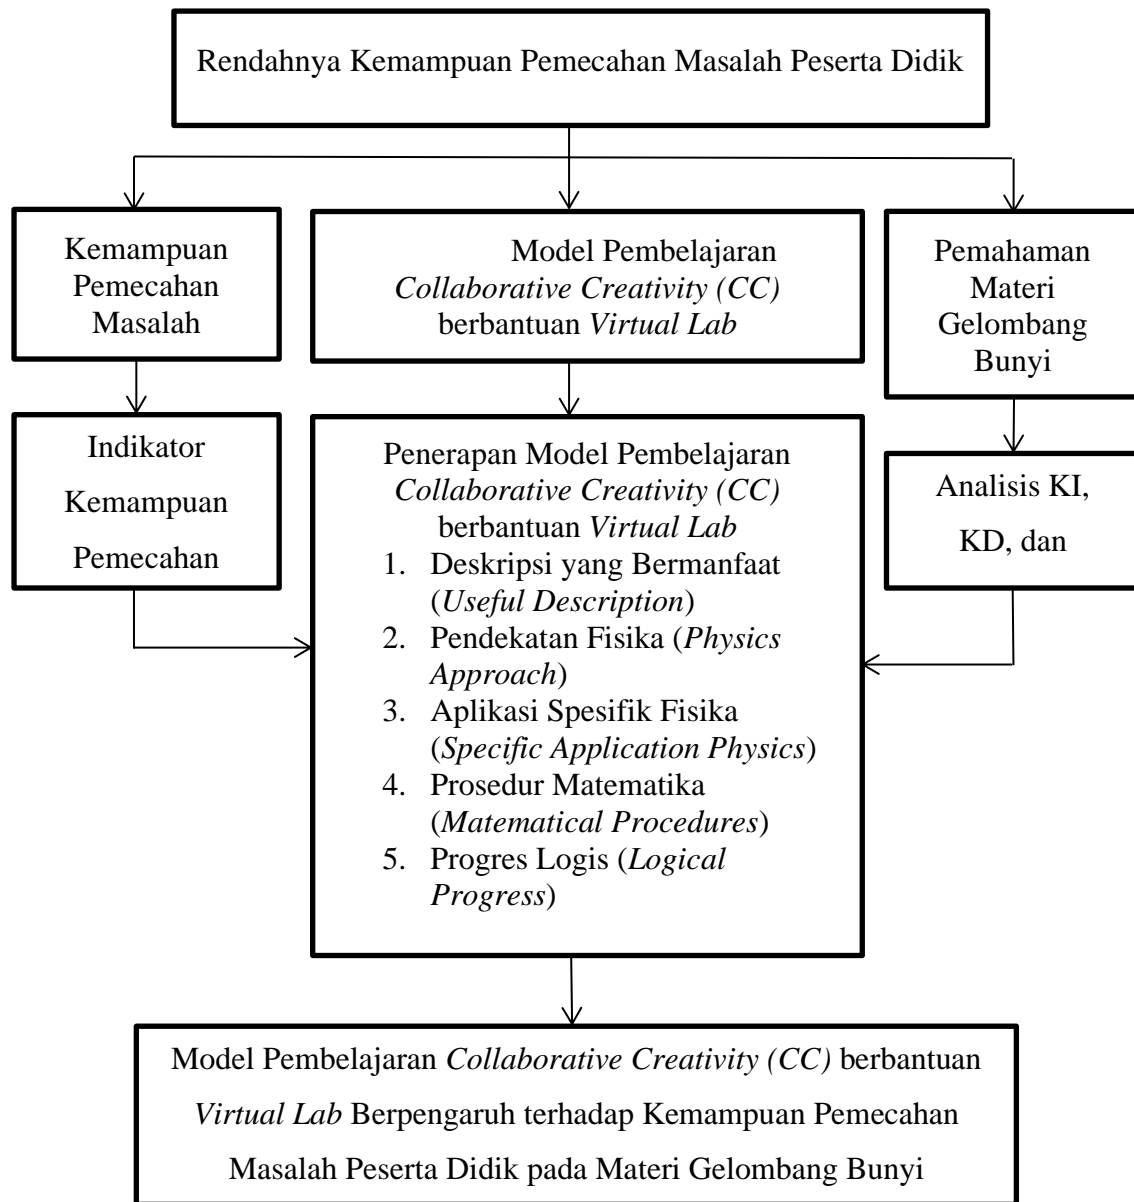 Rendahnya Kemampuan Pemecahan Masalah Peserta Didik
Kemampuan
Pemecahan
Masalah
Model Pembelajaran
Collaborative Creativity (CC)
berbantuan Virtual Lab
Pemahaman
Materi
Gelombang
Bunyi
Indikator
Kemampuan
Pemecahan
Penerapan Model Pembelajaran
Collaborative Creativity (CC)
berbantuan Virtual Lab
1. Deskripsi yang Bermanfaat
(Useful Description)
2. Pendekatan Fisika (Physics
Approach)
3. Aplikasi Spesifik Fisika
(Specific Application Physics)
4. Prosedur Matematika
(Matematical Procedures)
5. Progres Logis (Logical
Progress)
Analisis KI,
KD, dan
Model Pembelajaran Collaborative Creativity (CC) berbantuan
Virtual Lab Berpengaruh terhadap Kemampuan Pemecahan
Masalah Peserta Didik pada Materi Gelombang Bunyi